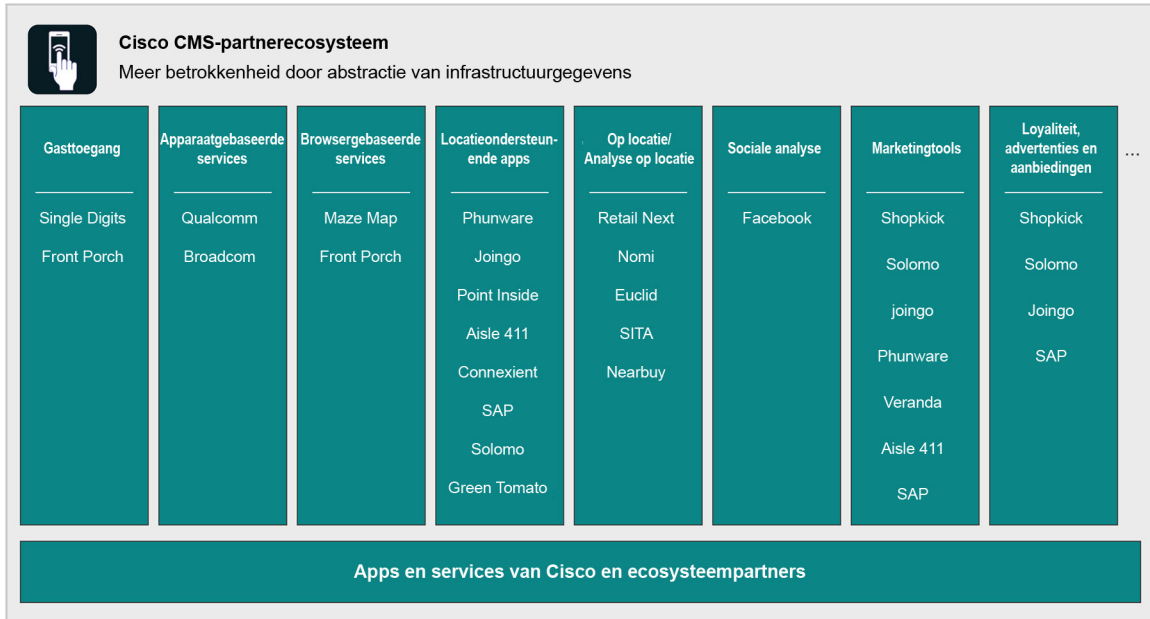 Cisco CMS-partnerecosysteem
Meer betrokkenheid door abstractie van infrastructuurgegevens
Gasttoegang
Single Digits
Front Porch
Apparaatgebaseerde
services
Qualcomm
Broadcom
Browsergebaseerde
services
Maze Map
Front Porch
Locatieondersteun-
ende apps
Phunware
Joingo
Point Inside
Aisle 411
Connexient
SAP
Solomo
Green Tomato
Op locatie/
Analyse op locatie
Retail Next
Nomi
Euclid
SITA
Nearbuy
Sociale analyse
Facebook
Marketingtools
Shopkick
Solomo
joingo
Phunware
Veranda
Aisle 411
SAP
Loyaliteit,
advertenties en
aanbiedingen
Shopkick
Solomo
Joingo
SAP
...
Apps en services van Cisco en ecosysteempartners